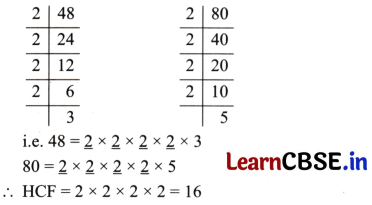 2 | 48    2 | 80
2 | 24    2 | 40
2 | 12    2 | 20
2 | 6    2 | 10
3    5
i.e. 48 = 2 × 2 × 2 × 2 × 3
80 = 2 × 2 × 2 × 2 × 5
∴ HCF = 2 × 2 × 2 × 2 = 16
LearnCBSE.in